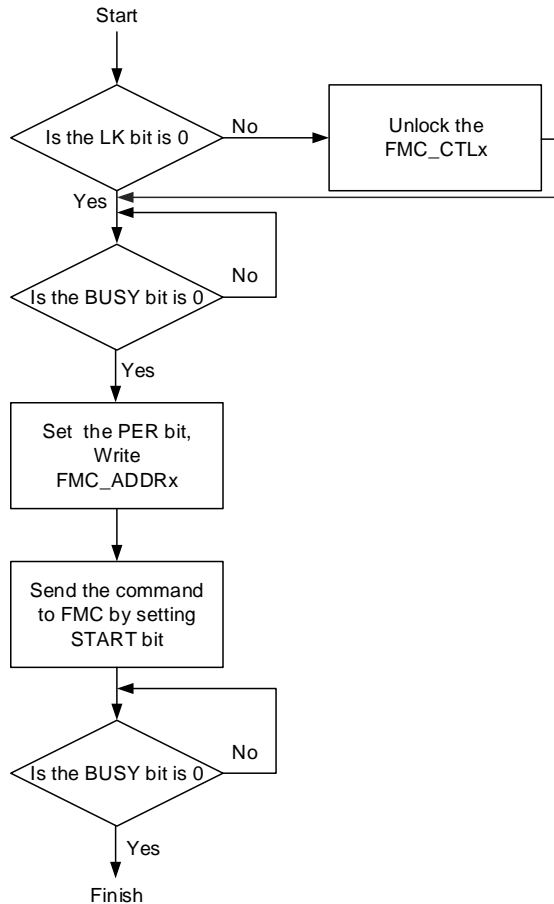 Start
Is the LK bit is 0
No
Unlock the
FMC_CTLx
Yes
Is the BUSY bit is 0
No
Yes
Set the PER bit,
Write
FMC_ADDRx
Send the command
to FMC by setting
START bit
Is the BUSY bit is 0
No
Yes
Finish